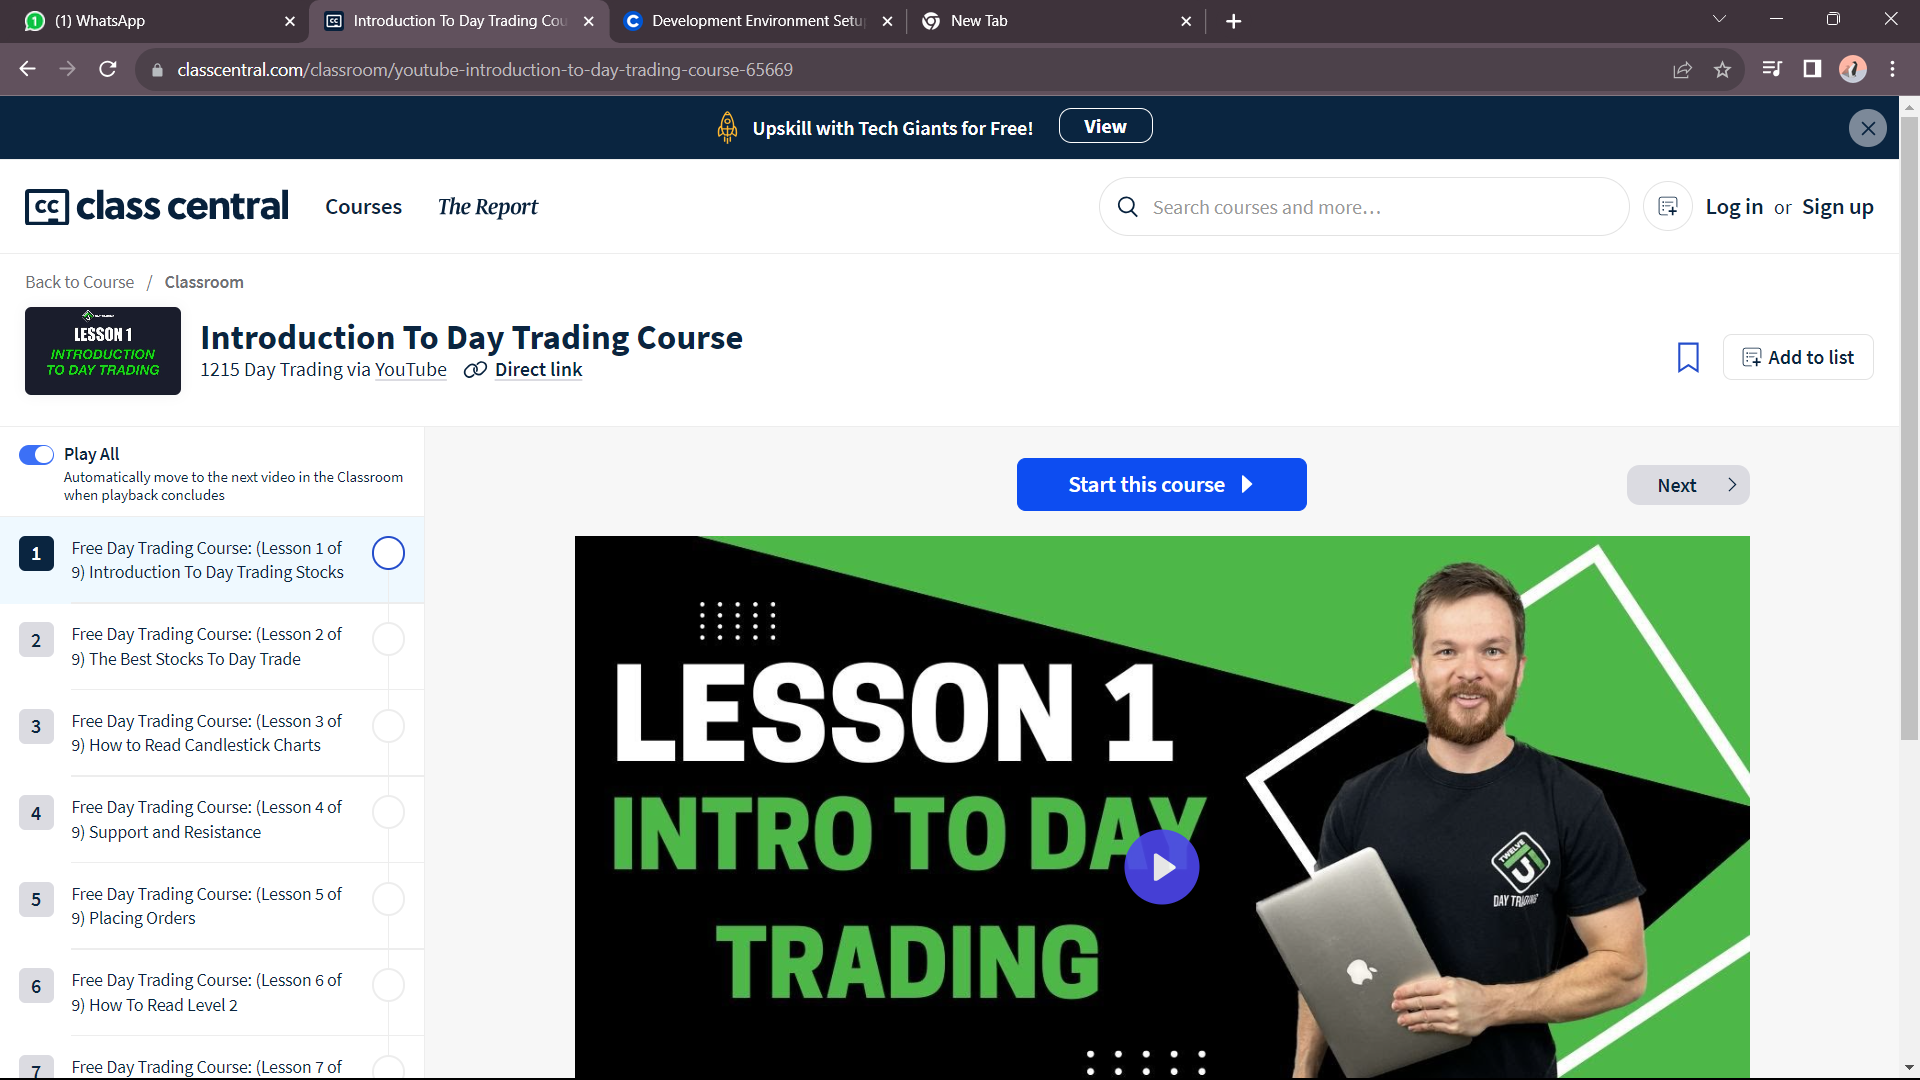 (1) WhatsApp
Introduction To Day Trading Cou
Development Environment Setu
New Tab
classcentral.com/classroom/youtube-introduction-to-day-trading-course-65669
Upskill with Tech Giants for Free!
View
cc class central
Courses
The Report
Search courses and more...
Log in or Sign up
Back to Course / Classroom
LESSON 1
INTRODUCTION
TO DAY TRADING
Introduction To Day Trading Course
1215 Day Trading via YouTube
Direct link
Add to list
Play All
Automatically move to the next video in the Classroom
when playback concludes
Start this course
Next
1
Free Day Trading Course: (Lesson 1 of
9) Introduction To Day Trading Stocks
2
Free Day Trading Course: (Lesson 2 of
9) The Best Stocks To Day Trade
3
Free Day Trading Course: (Lesson 3 of
9) How to Read Candlestick Charts
4
Free Day Trading Course: (Lesson 4 of
9) Support and Resistance
5
Free Day Trading Course: (Lesson 5 of
9) Placing Orders
6
Free Day Trading Course: (Lesson 6 of
9) How To Read Level 2
7
Free Day Trading Course: (Lesson 7 of
LESSON 1
INTRO TO DAY
TRADING
TWELVE
DAY TRADING